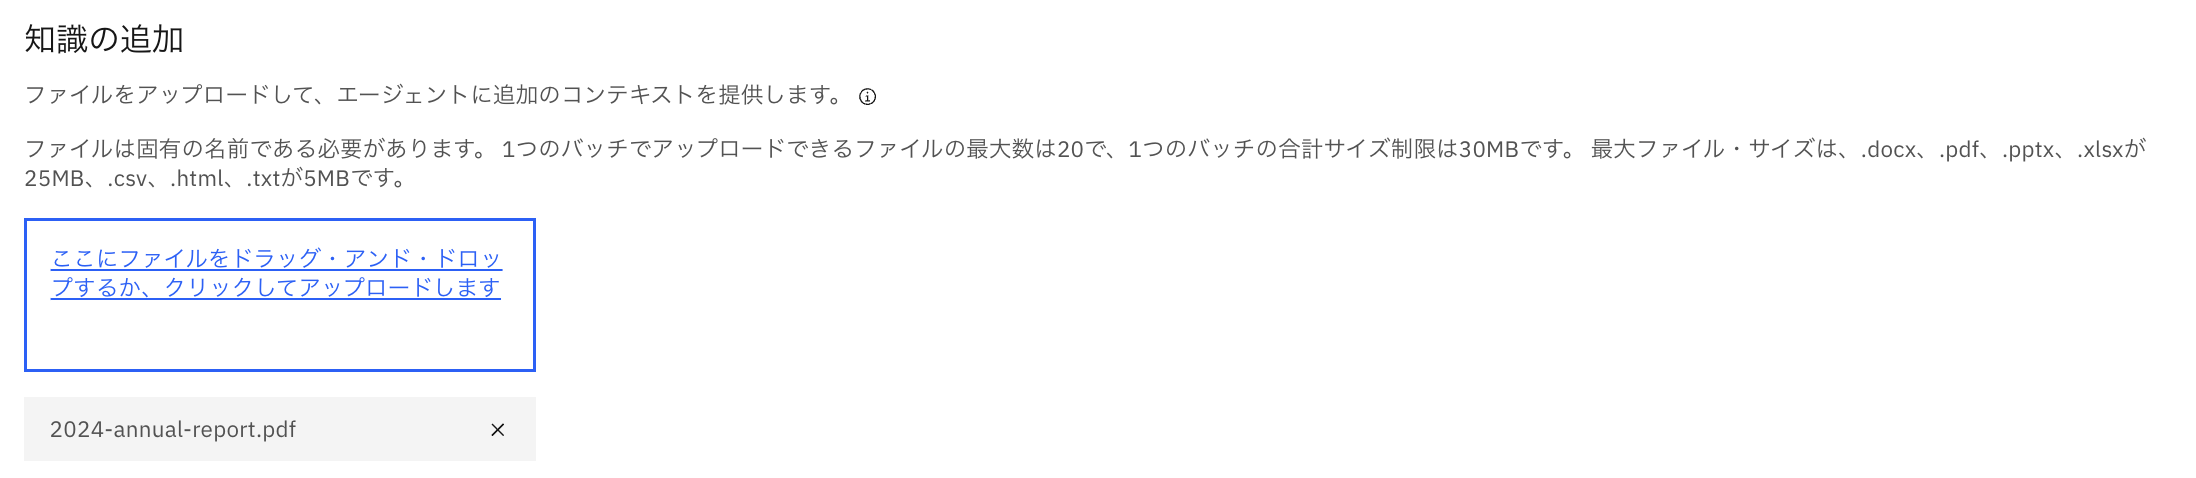 知識の追加
ファイルをアップロードして、エージェントに追加のコンテキストを提供します。
ファイルは固有の名前である必要があります。 1つのバッチでアップロードできるファイルの最大数は20で、1つのバッチの合計サイズ制限は30MBです。 最大ファイル・サイズは、.docx、.pdf、.pptx、.xlsxが
25MB、.csv、.html、.txtが5MBです。
ここにファイルをドラッグ・アンド・ドロッ
プするか、クリックしてアップロードします
2024-annual-report.pdf